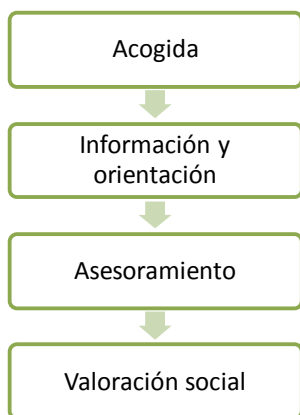 Acogida
Información y
orientación
Asesoramiento
Valoración social